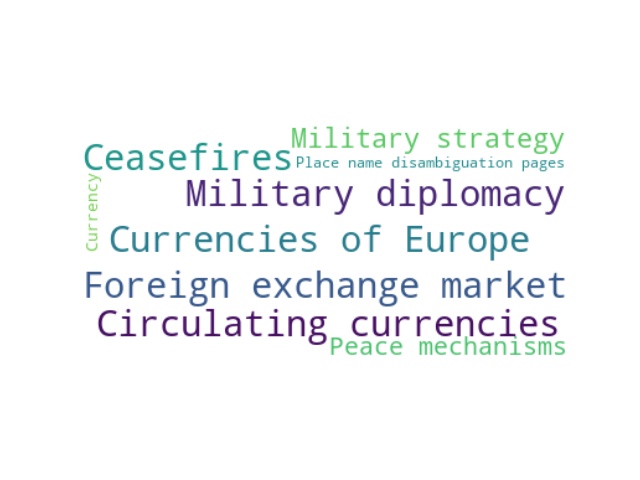 Military strategy
Ceasefires
Place name disambiguation pages
Currency
Military diplomacy
Currencies of Europe
Foreign exchange market
Circulating currencies
Peace mechanisms